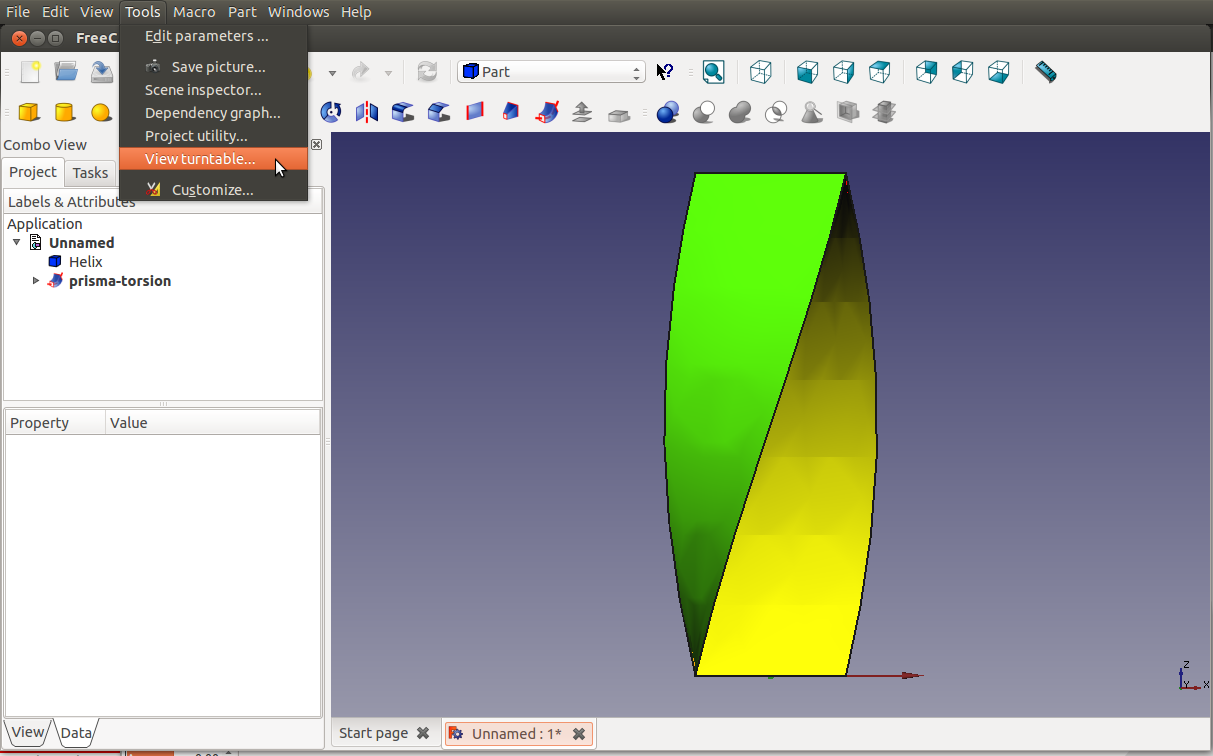 File Edit View Tools Macro Part Windows Help
FreeC
Edit parameters ...
Save picture...
Scene inspector...
Dependency graph...
Project utility...
View turntable...
Customize...
Part
Combo View
Project Tasks
Labels & Attributes
Application
Unnamed
Helix
prisma-torsion
Property Value
Z
Y X
View Data
Start page Unnamed : 1*